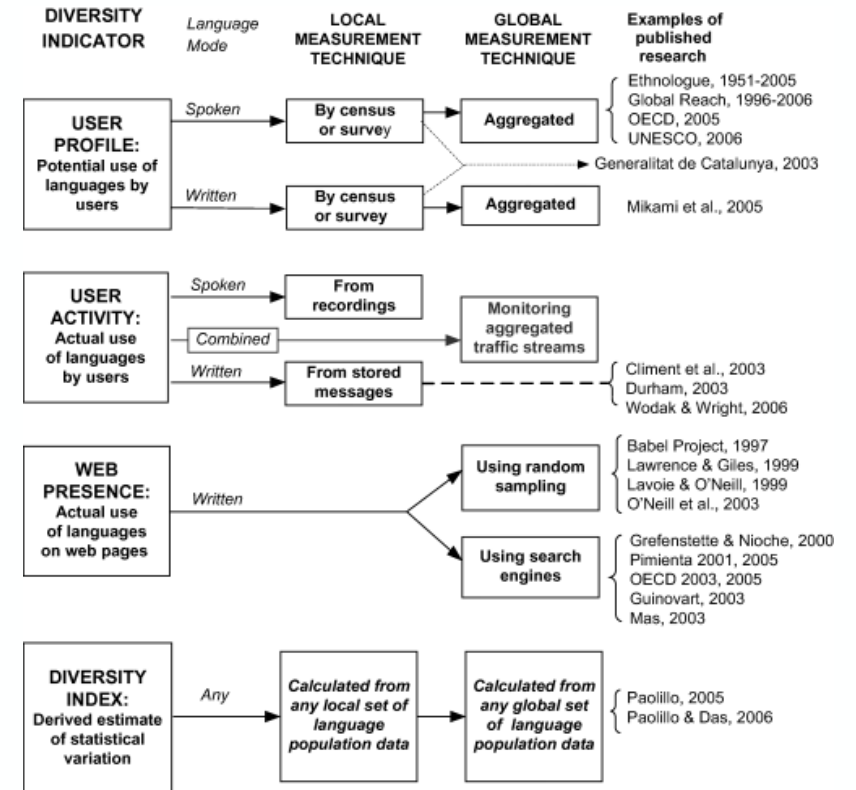 DIVERSITY
INDICATOR
Language
Mode
LOCAL
MEASUREMENT
TECHNIQUE
GLOBAL
MEASUREMENT
TECHNIQUE
Examples of
published
research
USER
PROFILE:
Potential use of
languages by
users
Spoken
By census
or survey
Aggregated
Ethnologue, 1951-2005
Global Reach, 1996-2006
OECD, 2005
UNESCO, 2006
Generalitat de Catalunya, 2003
Written
By census
or survey
Aggregated
Mikami et al., 2005
USER
ACTIVITY:
Actual use
of languages
by users
Spoken
From
recordings
Combined
Monitoring
aggregated
traffic streams
Written
From stored
messages
Climent et al., 2003
Durham, 2003
Wodak & Wright, 2006
WEB
PRESENCE:
Actual use
of languages
on web pages
Written
Using random
sampling
Babel Project, 1997
Lawrence & Giles, 1999
Lavoie & O'Neill, 1999
O'Neill et al., 2003
Using search
engines
Grefenstette & Nioche, 2000
Pimienta 2001, 2005
OECD 2003, 2005
Guinovart, 2003
Mas, 2003
DIVERSITY
INDEX:
Derived estimate
of statistical
variation
Any
Calculated from
any local set of
language
population data
Calculated from
any global set
of language
population data
Paolillo, 2005
Paolillo & Das, 2006